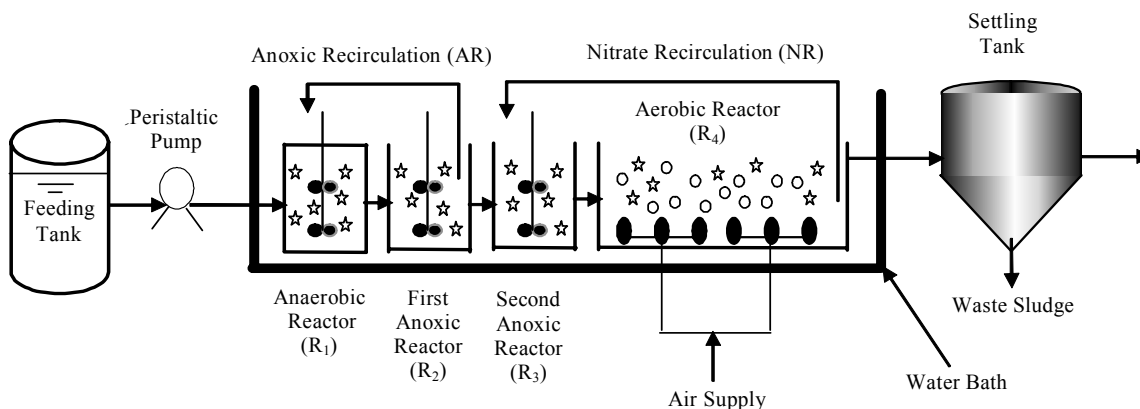 Settling
Tank
Anoxic Recirculation (AR)
Nitrate Recirculation (NR)
Peristaltic
Pump
Aerobic Reactor
(R4)
Feeding
Tank
Anaerobic
Reactor
(R1)
First
Anoxic
Reactor
(R2)
Second
Anoxic
Reactor
(R3)
Waste Sludge
Water Bath
Air Supply